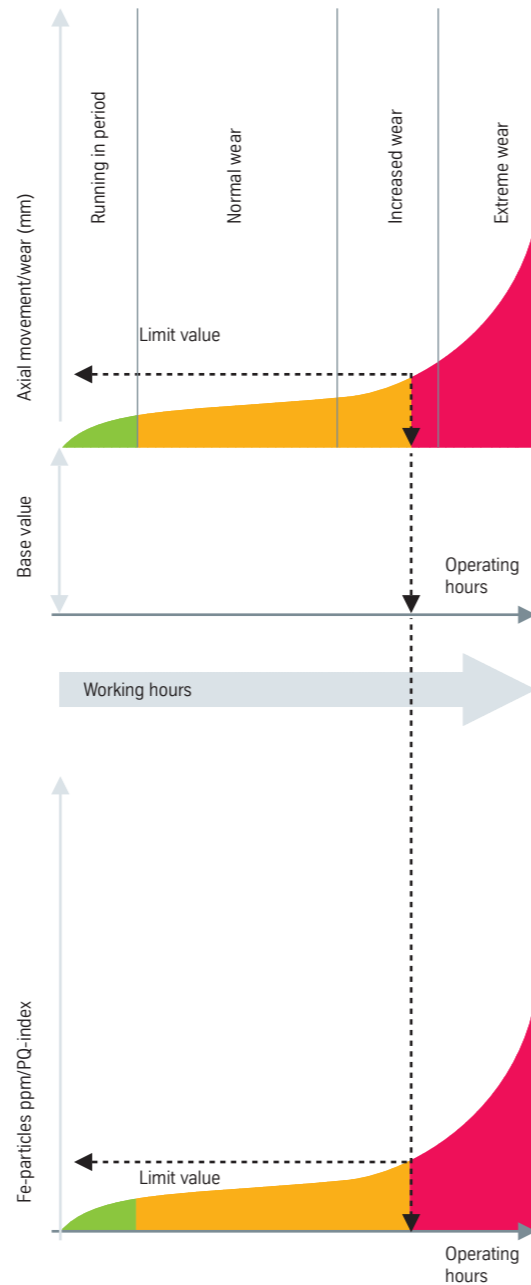 Axial movement/wear (mm)
Running in period
Normal wear
Increased wear
Extreme wear
Limit value
Base value
Operating
hours
Working hours
Fe-particles ppm/PQ-index
Limit value
Operating
hours